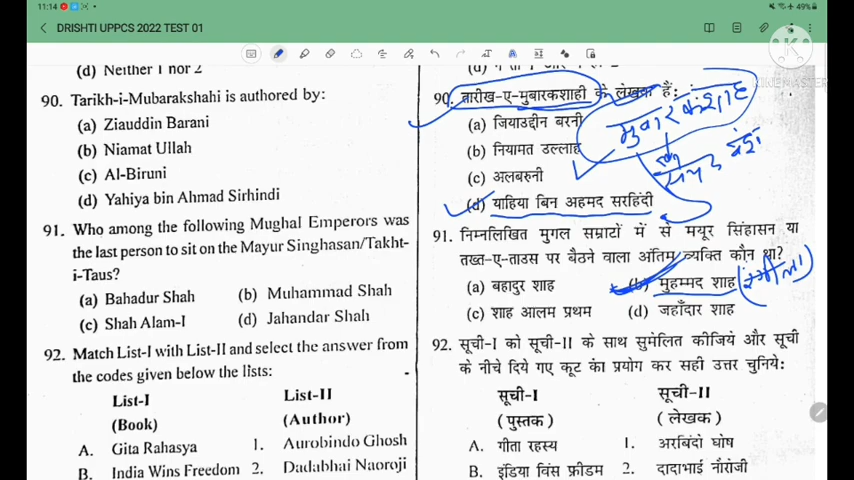 11:14
49%
DRISHTI UPPCS 2022 TEST 01
K
KINEMASTER
(d) Neither 1 nor 2
90. Tarikh-i-Mubarakshahi is authored by:
(a) Ziauddin Barani
(b) Niamat Ullah
(c) Al-Biruni
(d) Yahiya bin Ahmad Sirhindi
91. Who among the following Mughal Emperors was
the last person to sit on the Mayur Singhasan/Takht-
i-Taus?
(a) Bahadur Shah (b) Muhammad Shah
(c) Shah Alam-I (d) Jahandar Shah
92. Match List-I with List-II and select the answer from
the codes given below the lists:
List-I List-II
(Book) (Author)
A. Gita Rahasya 1. Aurobindo Ghosh
B. India Wins Freedom 2. Dadabhai Naoroji
90. तारीख-ए-मुबारकशाही के लेखक हैं:
(a) जियाउद्दीन बरनी
(b) नियामत उल्लाह
(c) अलबरुनी
(d) याहिया बिन अहमद सरहिंदी
मुबारकशाह
सैय्यद वंश
91. निम्नलिखित मुगल सम्राटों में से मयूर सिंहासन या
तख्त-ए-ताउस पर बैठने वाला अंतिम व्यक्ति कौन था?
(a) बहादुर शाह (b) मुहम्मद शाह
(c) शाह आलम प्रथम (d) जहाँदार शाह
92. सूची-I को सूची-II के साथ सुमेलित कीजिये और सूची
के नीचे दिये गए कूट का प्रयोग कर सही उत्तर चुनिये:
सूची-I सूची-II
(पुस्तक) (लेखक)
A. गीता रहस्य 1. अरबिंदो घोष
B. इंडिया विंस फ्रीडम 2. दादाभाई नौरोजी